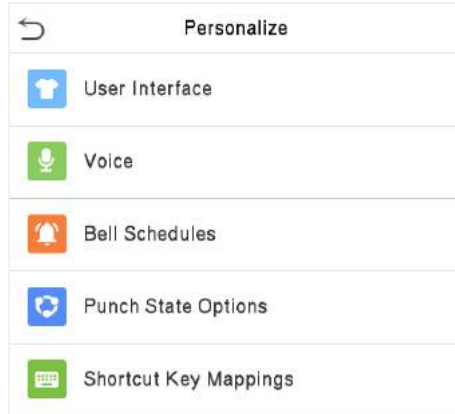 Personalize
User Interface
Voice
Bell Schedules
Punch State Options
Shortcut Key Mappings